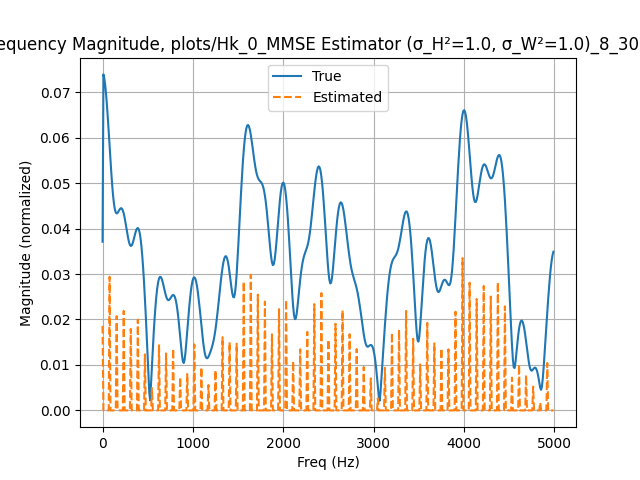 equency Magnitude, plots/Hk_0_MMSE Estimator (σ_H²=1.0, σ_W²=1.0)_8_30
True
Estimated
Magnitude (normalized)
0.07
0.06
0.05
0.04
0.03
0.02
0.01
0.00
0 1000 2000 3000 4000 5000
Freq (Hz)